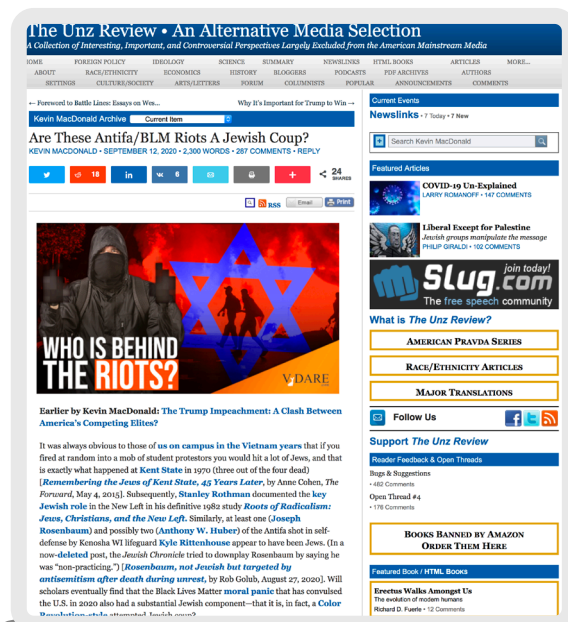 The Unz Review • An Alternative Media Selection
A Collection of Interesting, Important, and Controversial Perspectives Largely Excluded from the American Mainstream Media
OME FOREIGN POLICY IDEOLOGY SCIENCE SUMMARY NEWSLINKS HTML BOOKS ARTICLES MORE...
ABOUT RACE/ETHNICITY ECONOMICS HISTORY BLOGGERS PODCASTS PDF ARCHIVES AUTHORS
SETTINGS CULTURE/SOCIETY ARTS/LETTERS FORUM COLUMNISTS POPULAR ANNOUNCEMENTS COMMENTS
← Foreword to Battle Lines: Essays on Wes...
Why It's Important for Trump to Win →
Kevin MacDonald Archive Current Item
Are These Antifa/BLM Riots A Jewish Coup?
KEVIN MACDONALD • SEPTEMBER 12, 2020 • 2,300 WORDS • 287 COMMENTS • REPLY
18
in
6
24
SHARES
RSS
Email
Print
WHO IS BEHIND
THE RIOTS?
VDARE
Earlier by Kevin MacDonald: The Trump Impeachment: A Clash Between
America's Competing Elites?
It was always obvious to those of us on campus in the Vietnam years that if you
fired at random into a mob of student protestors you would hit a lot of Jews, and that
is exactly what happened at Kent State in 1970 (three out of the four dead)
[Remembering the Jews of Kent State, 45 Years Later, by Anne Cohen, The
Forward, May 4, 2015]. Subsequently, Stanley Rothman documented the key
Jewish role in the New Left in his definitive 1982 study Roots of Radicalism:
Jews, Christians, and the New Left. Similarly, at least one (Joseph
Rosenbaum) and possibly two (Anthony W. Huber) of the Antifa shot in self-
defense by Kenosha WI lifeguard Kyle Rittenhouse appear to have been Jews. (In a
now-deleted post, the Jewish Chronicle tried to downplay Rosenbaum by saying he
was "non-practicing.") [Rosenbaum, not Jewish but targeted by
antisemitism after death during unrest, by Rob Golub, August 27, 2020]. Will
scholars eventually find that the Black Lives Matter moral panic that has convulsed
the U.S. in 2020 also had a substantial Jewish component—that it is, in fact, a Color
Revolution-style attempted Jewish coup?
Current Events
Newslinks • 7 Today • 7 New
Search Kevin MacDonald
Featured Articles
COVID-19 Un-Explained
LARRY ROMANOFF • 147 COMMENTS
Liberal Except for Palestine
Jewish groups manipulate the message
PHILIP GIRALDI • 102 COMMENTS
join today!
Slug.com
The free speech community
What is The Unz Review?
AMERICAN PRAVDA SERIES
RACE/ETHNICITY ARTICLES
MAJOR TRANSLATIONS
Follow Us
Support The Unz Review
Reader Feedback & Open Threads
Bugs & Suggestions
• 482 Comments
Open Thread #4
• 176 Comments
BOOKS BANNED BY AMAZON
ORDER THEM HERE
Featured Book / HTML BOOKS
Erectus Walks Amongst Us
The evolution of modern humans
Richard D. Fuerle • 12 Comments